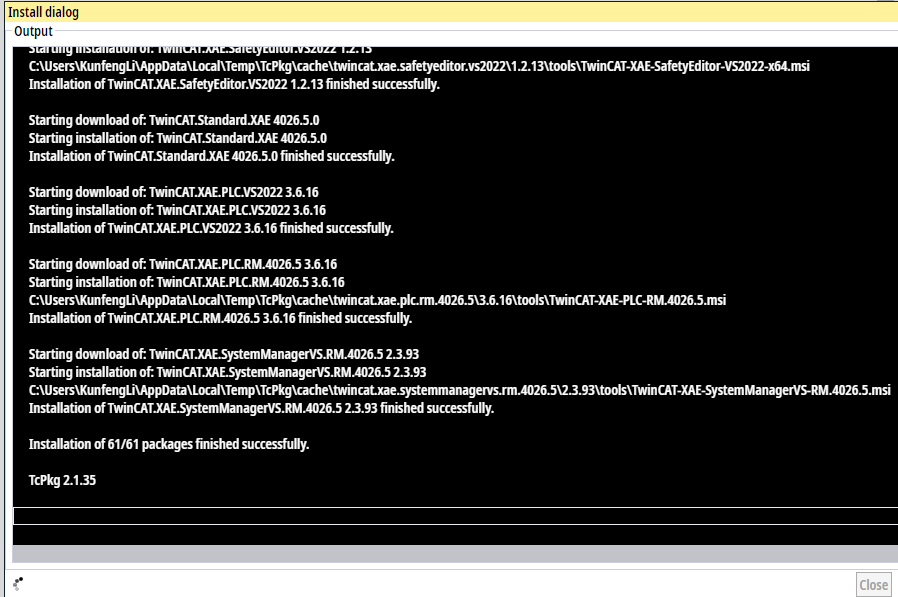 Install dialog
Output
Starting installation of: TwinCAT.XAE.SafetyEditor.VS2022 1.2.13
C:\Users\KunfengLi\AppData\Local\Temp\TcPkg\cache\twincat.xae.safetyeditor.vs2022\1.2.13\tools\TwinCAT-XAE-SafetyEditor-VS2022-x64.msi
Installation of TwinCAT.XAE.SafetyEditor.VS2022 1.2.13 finished successfully.
Starting download of: TwinCAT.Standard.XAE 4026.5.0
Starting installation of: TwinCAT.Standard.XAE 4026.5.0
Installation of TwinCAT.Standard.XAE 4026.5.0 finished successfully.
Starting download of: TwinCAT.XAE.PLC.VS2022 3.6.16
Starting installation of: TwinCAT.XAE.PLC.VS2022 3.6.16
Installation of TwinCAT.XAE.PLC.VS2022 3.6.16 finished successfully.
Starting download of: TwinCAT.XAE.PLC.RM.4026.5 3.6.16
Starting installation of: TwinCAT.XAE.PLC.RM.4026.5 3.6.16
C:\Users\KunfengLi\AppData\Local\Temp\TcPkg\cache\twincat.xae.plc.rm.4026.5\3.6.16\tools\TwinCAT-XAE-PLC-RM.4026.5.msi
Installation of TwinCAT.XAE.PLC.RM.4026.5 3.6.16 finished successfully.
Starting download of: TwinCAT.XAE.SystemManagerVS.RM.4026.5 2.3.93
Starting installation of: TwinCAT.XAE.SystemManagerVS.RM.4026.5 2.3.93
C:\Users\KunfengLi\AppData\Local\Temp\TcPkg\cache\twincat.xae.systemmanagervs.rm.4026.5\2.3.93\tools\TwinCAT-XAE-SystemManagerVS-RM.4026.5.msi
Installation of TwinCAT.XAE.SystemManagerVS.RM.4026.5 2.3.93 finished successfully.
Installation of 61/61 packages finished successfully.
TcPkg 2.1.35
Close